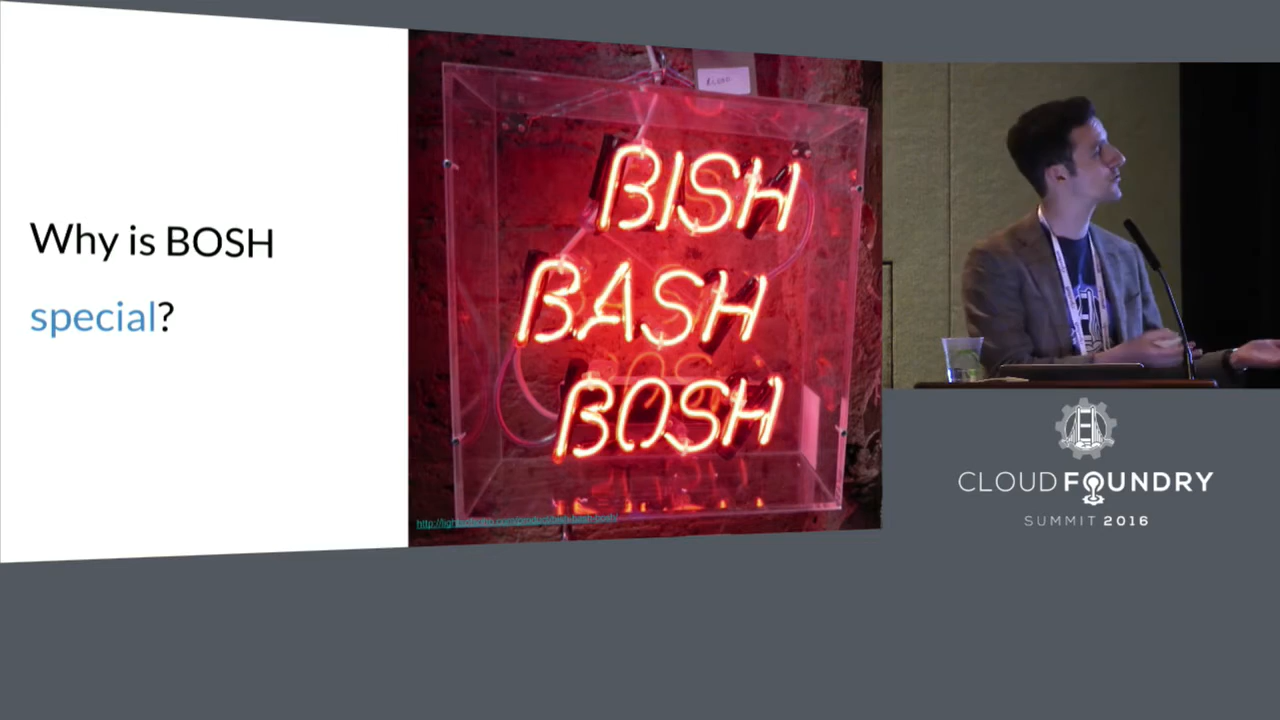 Why is BOSH
special?
BISH
BASH
BOSH
CLOUD FOUNDRY
SUMMIT 2016